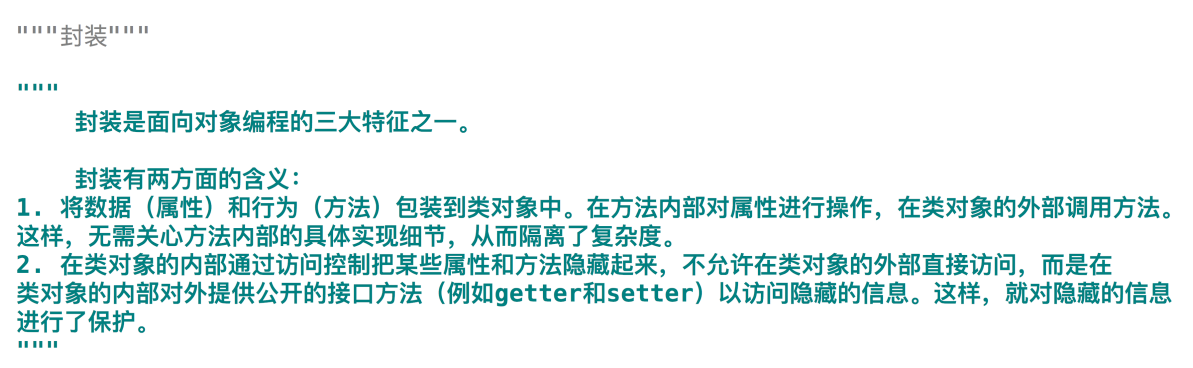 """封装"""
"""
封装是面向对象编程的三大特征之一。
封装有两方面的含义：
1. 将数据（属性）和行为（方法）包装到类对象中。在方法内部对属性进行操作，在类对象的外部调用方法。
这样，无需关心方法内部的具体实现细节，从而隔离了复杂度。
2. 在类对象的内部通过访问控制把某些属性和方法隐藏起来，不允许在类对象的外部直接访问，而是在
类对象的内部对外提供公开的接口方法（例如getter和setter）以访问隐藏的信息。这样，就对隐藏的信息
进行了保护。
"""